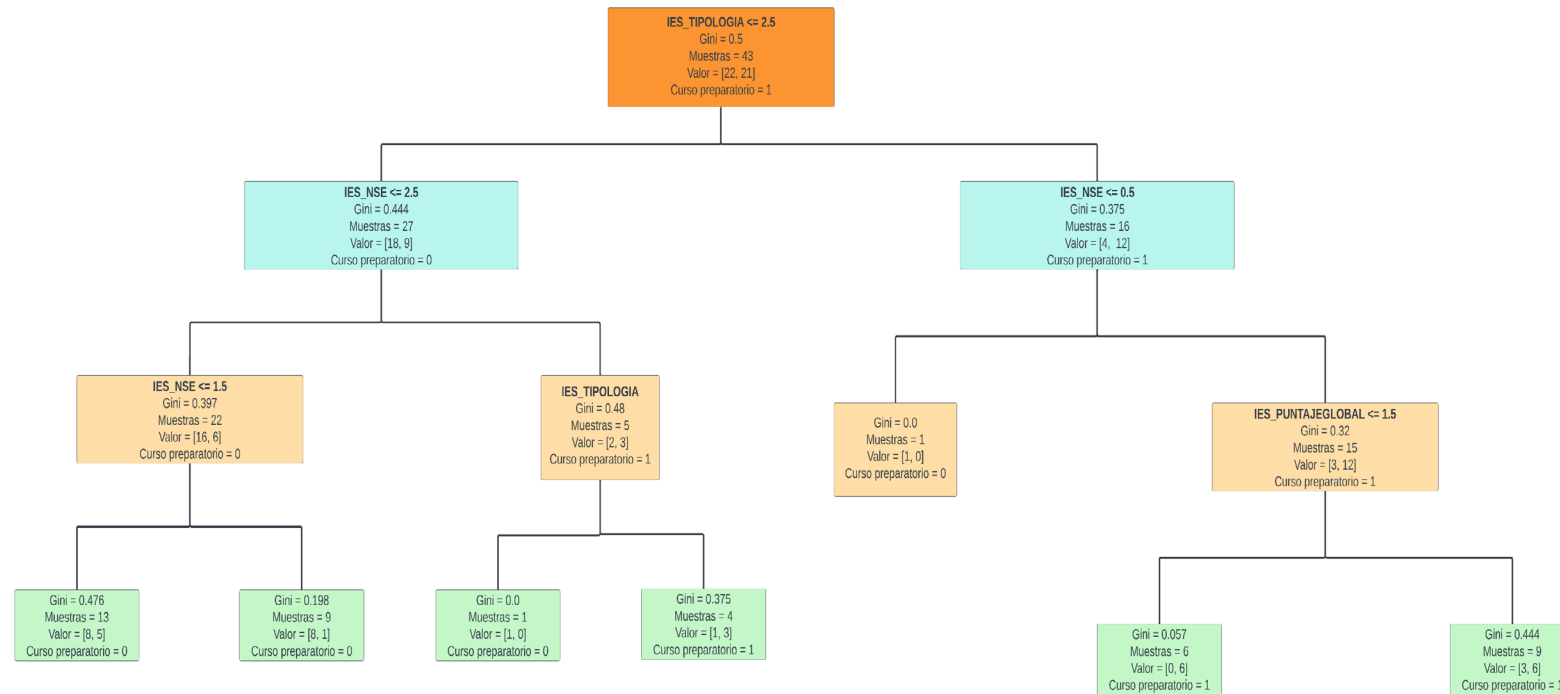 IES_TIPOLOGIA <= 2.5
Gini = 0.5
Muestras = 43
Valor = [22, 21]
Curso preparatorio = 1
IES_NSE <= 2.5
Gini = 0.444
Muestras = 27
Valor = [18, 9]
Curso preparatorio = 0
IES_NSE <= 0.5
Gini = 0.375
Muestras = 16
Valor = [4, 12]
Curso preparatorio = 1
IES_NSE <= 1.5
Gini = 0.397
Muestras = 22
Valor = [16, 6]
Curso preparatorio = 0
IES_TIPOLOGIA
Gini = 0.48
Muestras = 5
Valor = [2, 3]
Curso preparatorio = 1
Gini = 0.0
Muestras = 1
Valor = [1, 0]
Curso preparatorio = 0
IES_PUNTAJEGLOBAL <= 1.5
Gini = 0.32
Muestras = 15
Valor = [3, 12]
Curso preparatorio = 1
Gini = 0.476
Muestras = 13
Valor = [8, 5]
Curso preparatorio = 0
Gini = 0.198
Muestras = 9
Valor = [8, 1]
Curso preparatorio = 0
Gini = 0.0
Muestras = 1
Valor = [1, 0]
Curso preparatorio = 0
Gini = 0.375
Muestras = 4
Valor = [1, 3]
Curso preparatorio = 1
Gini = 0.057
Muestras = 6
Valor = [0, 6]
Curso preparatorio = 1
Gini = 0.444
Muestras = 9
Valor = [3, 6]
Curso preparatorio = 1